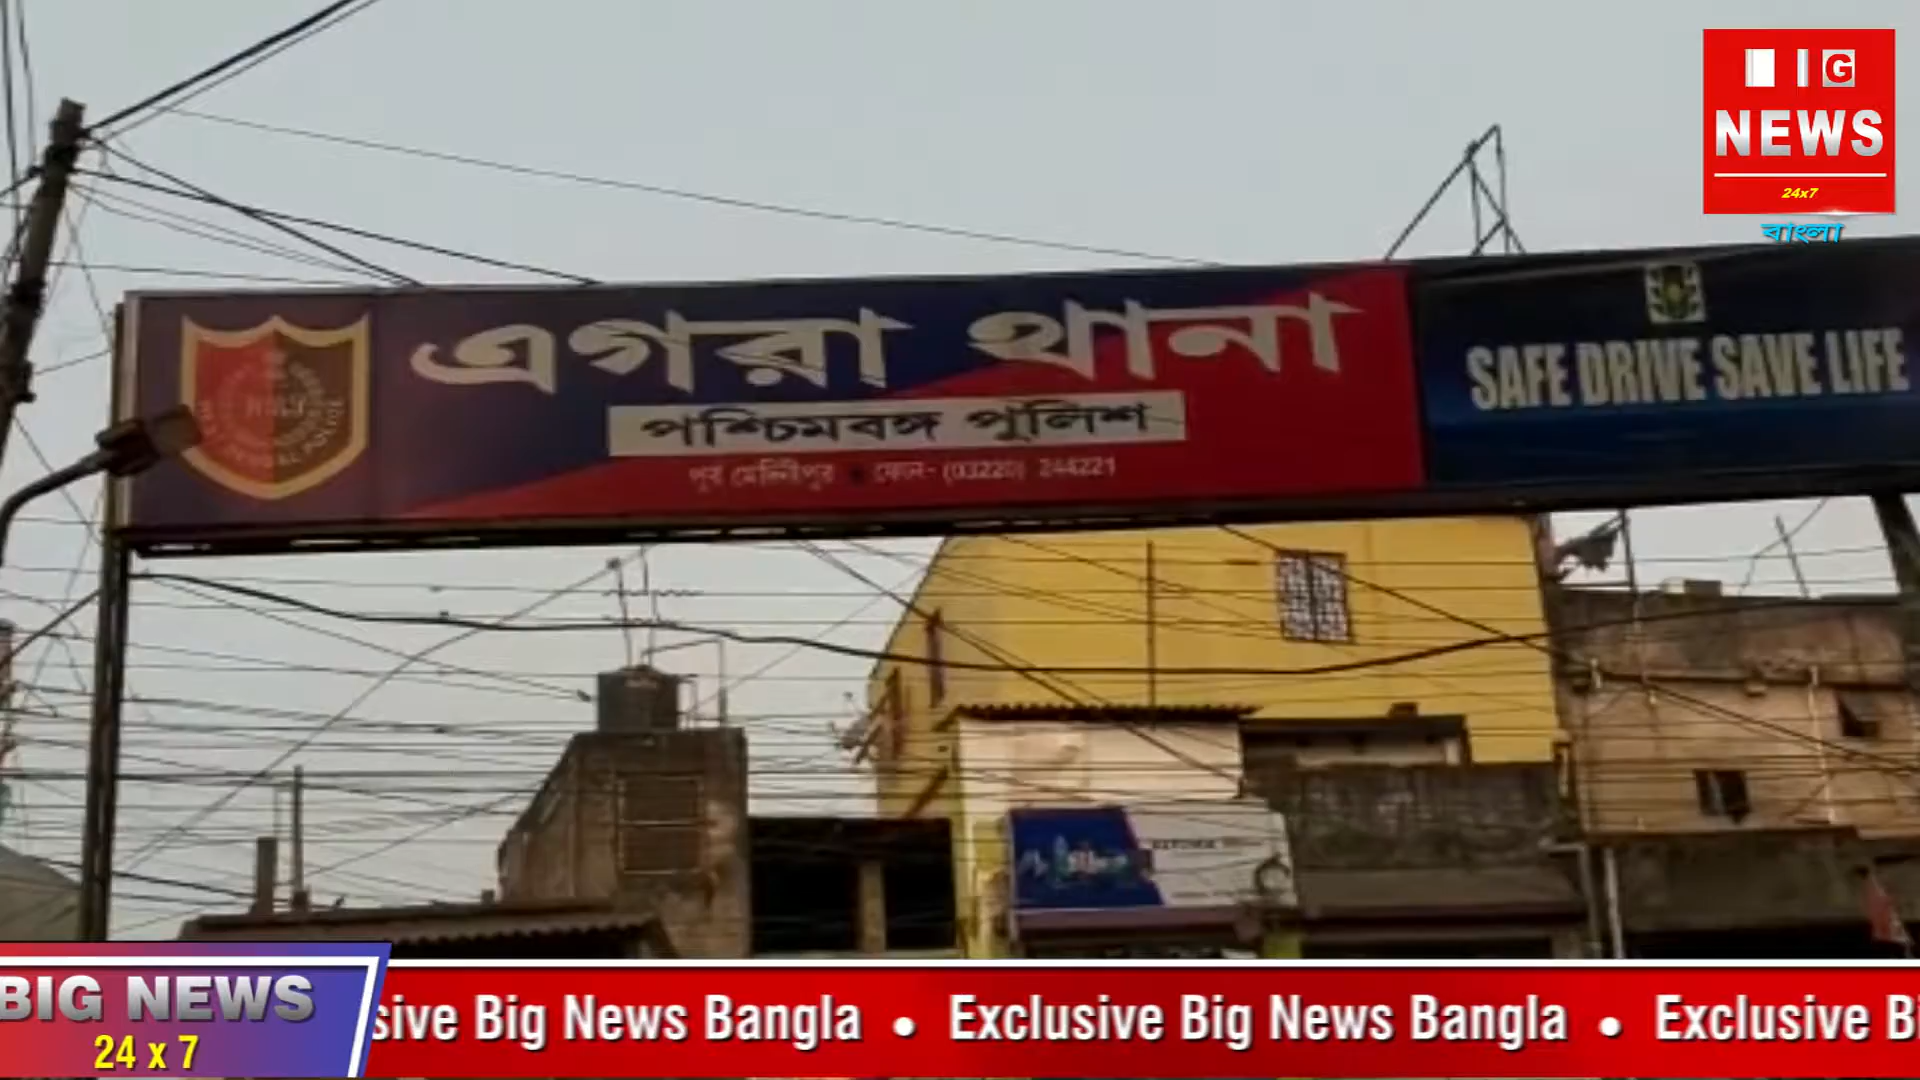 IG
NEWS
24x7
বাংলা
এগরা থানা
পশ্চিমবঙ্গ পুলিশ
পূর্ব মেদিনীপুর ফোন- (03220) 244221
SAFE DRIVE SAVE LIFE
BIG NEWS
24 x 7
sive Big News Bangla • Exclusive Big News Bangla • Exclusive Bi